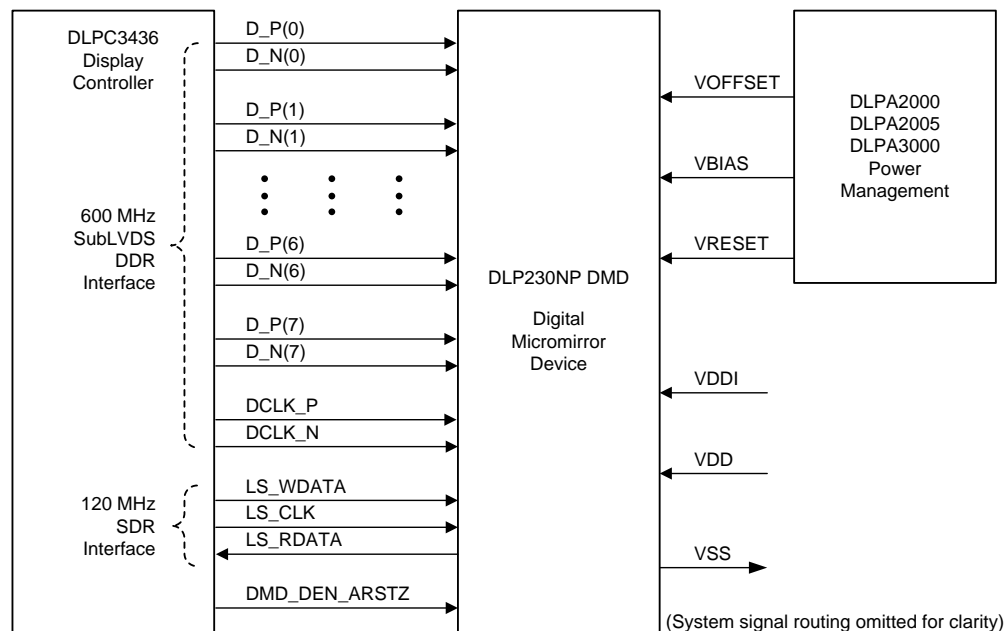 DLPC3436
Display
Controller
600 MHz
SubLVDS
DDR
Interface
120 MHz
SDR
Interface
D_P(0)
D_N(0)
D_P(1)
D_N(1)
D_P(6)
D_N(6)
D_P(7)
D_N(7)
DCLK_P
DCLK_N
LS_WDATA
LS_CLK
LS_RDATA
DMD_DEN_ARSTZ
DLP230NP DMD
Digital
Micromirror
Device
VOFFSET
VBIAS
VRESET
VDDI
VDD
VSS
DLPA2000
DLPA2005
DLPA3000
Power
Management
(System signal routing omitted for clarity)